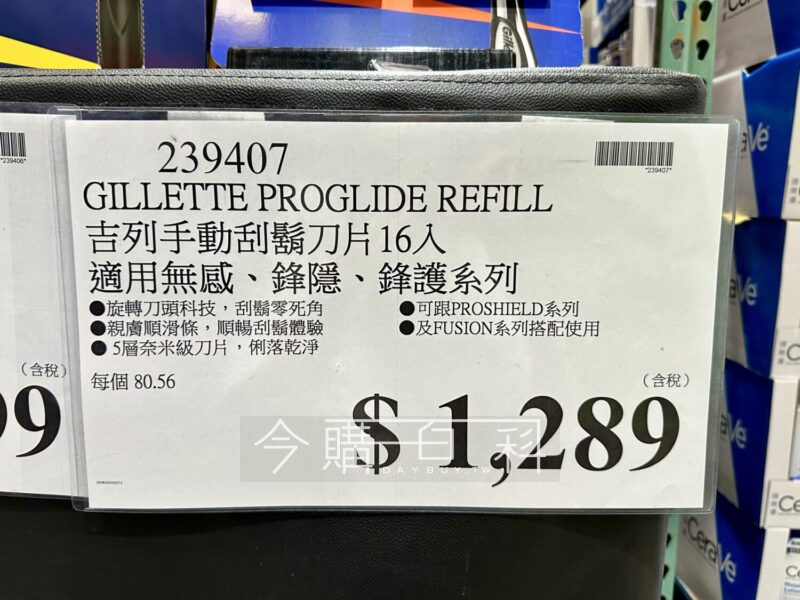 239407
*239407*
*239406*
GILLETTE PROGLIDE REFILL
吉列手動刮鬍刀片16入
適用無感、鋒隱、鋒護系列
●旋轉刀頭科技，刮鬍零死角
●可跟PROSHIELD系列
●親膚順滑條，順暢刮鬍體驗
●及FUSION系列搭配使用
● 5層奈米級刀片，俐落乾淨
每個 80.56
（含稅）
（含稅）
$ 1,289
99
今購百科
CeraVe